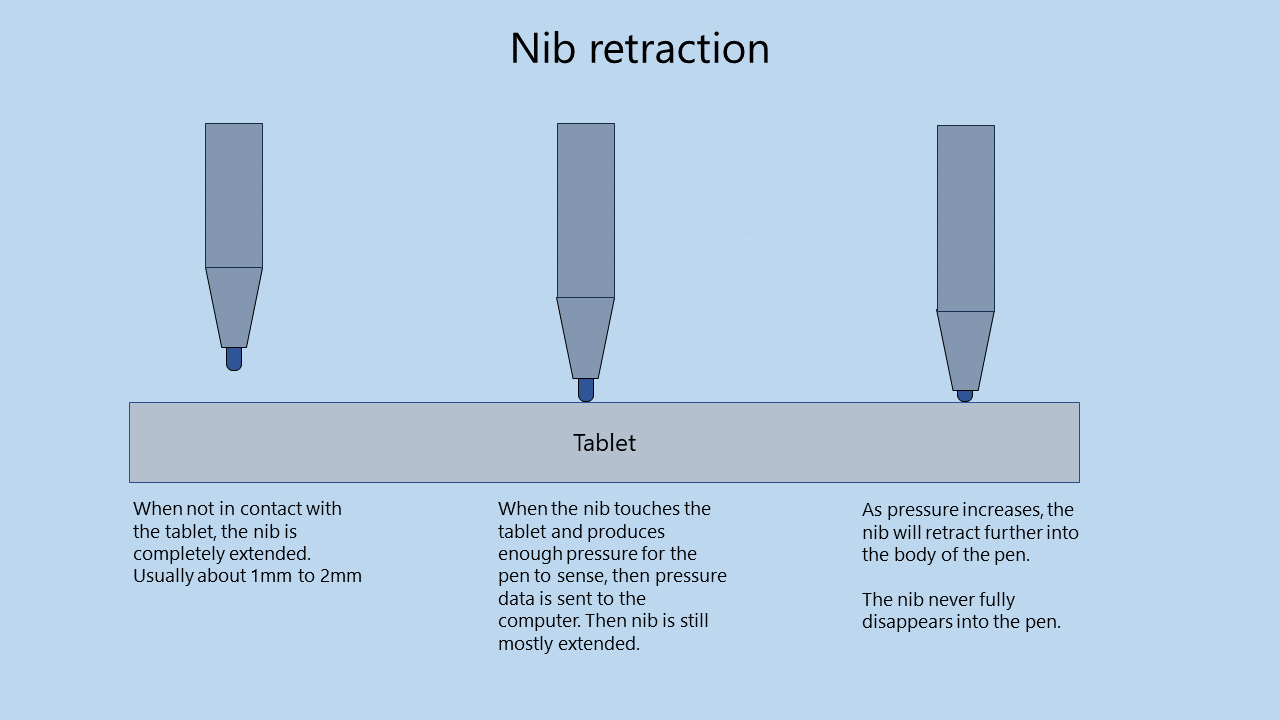 Nib retraction
Tablet
When not in contact with
the tablet, the nib is
completely extended.
Usually about 1mm to 2mm
When the nib touches the
tablet and produces
enough pressure for the
pen to sense, then pressure
data is sent to the
computer. Then nib is still
mostly extended.
As pressure increases, the
nib will retract further into
the body of the pen.
The nib never fully
disappears into the pen.